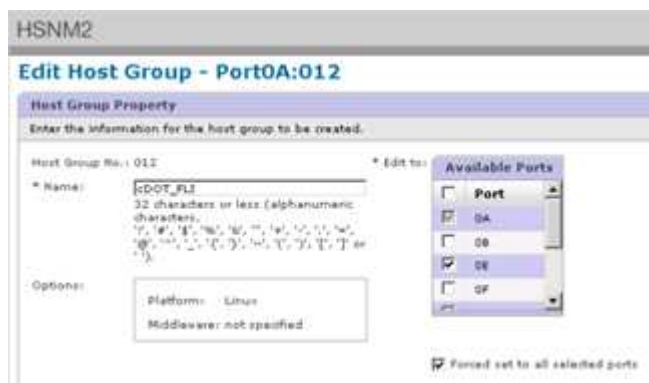 HSNM2
Edit Host Group - Port0A:012
Host Group Property
Enter the information for the host group to be created.
Host Group No.: 012
* Name:
cDOT_FLI
32 characters or less (alphanumeric
characters,
Options:
Platform: Linux
Middleware: not specified
* Edit to:
Available Ports
Port
0A
0B
0E
0F
Forced set to all selected ports